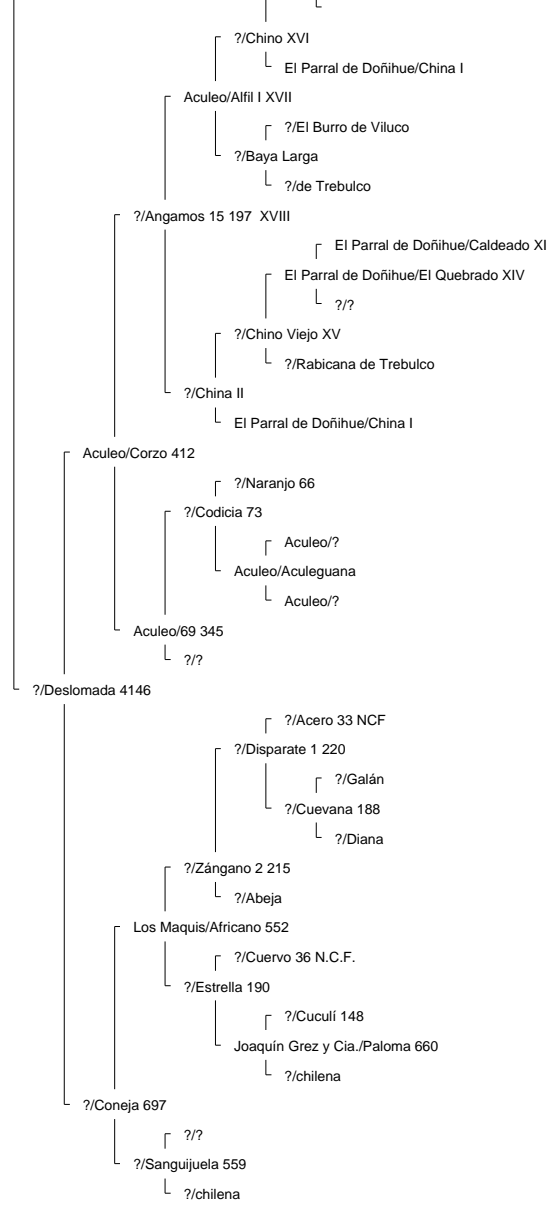 ?/Chino XVI
El Parral de Doñihue/China I
Aculeo/Alfil I XVII
?/El Burro de Viluco
?/Baya Larga
?/de Trebulco
?/Angamos 15 197 XVIII
El Parral de Doñihue/Caldeado XI
El Parral de Doñihue/El Quebrado XIV
?/?
?/Chino Viejo XV
?/Rabicana de Trebulco
?/China II
El Parral de Doñihue/China I
Aculeo/Corzo 412
?/Naranjo 66
?/Codicia 73
Aculeo/?
Aculeo/Aculeguana
Aculeo/?
Aculeo/69 345
?/?
?/Deslomada 4146
?/Acero 33 NCF
?/Disparate 1 220
?/Galán
?/Cuevana 188
?/Diana
?/Zángano 2 215
?/Abeja
Los Maquis/Africano 552
?/Cuervo 36 N.C.F.
?/Estrella 190
?/Cuculí 148
Joaquín Grez y Cia./Paloma 660
?/chilena
?/Coneja 697
?/?
?/Sanguijuela 559
?/chilena